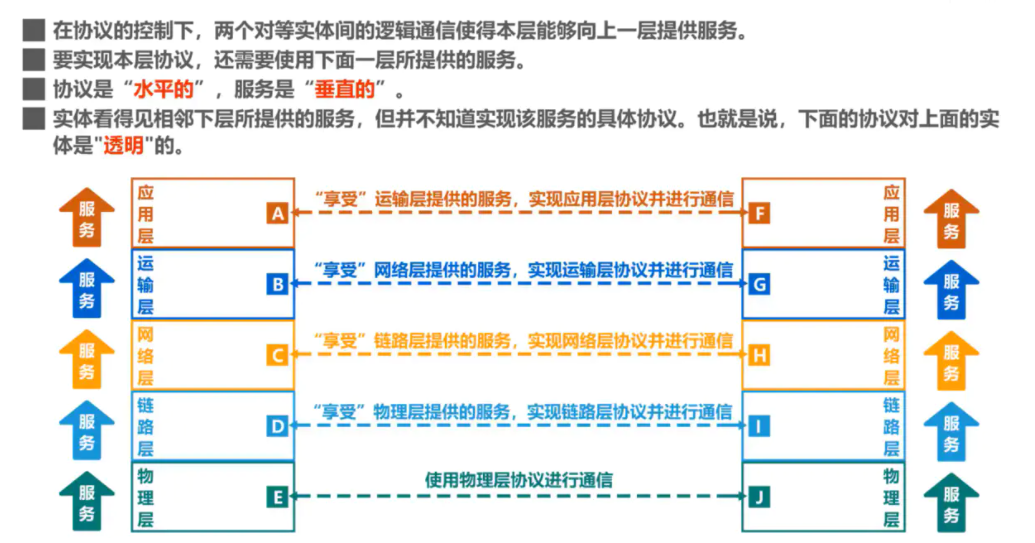 在协议的控制下，两个对等实体间的逻辑通信使得本层能够向上一层提供服务。
要实现本层协议，还需要使用下面一层所提供的服务。
协议是“水平的”，服务是“垂直的”。
实体看得见相邻下层所提供的服务，但并不知道实现该服务的具体协议。也就是说，下面的协议对上面的实
体是"透明"的。
服务 应用层 A “享受”运输层提供的服务，实现应用层协议并进行通信 F 应用层 服务
服务 运输层 B “享受”网络层提供的服务，实现运输层协议并进行通信 G 运输层 服务
服务 网络层 C “享受”链路层提供的服务，实现网络层协议并进行通信 H 网络层 服务
服务 链路层 D “享受”物理层提供的服务，实现链路层协议并进行通信 I 链路层 服务
服务 物理层 E 使用物理层协议进行通信 J 物理层 服务